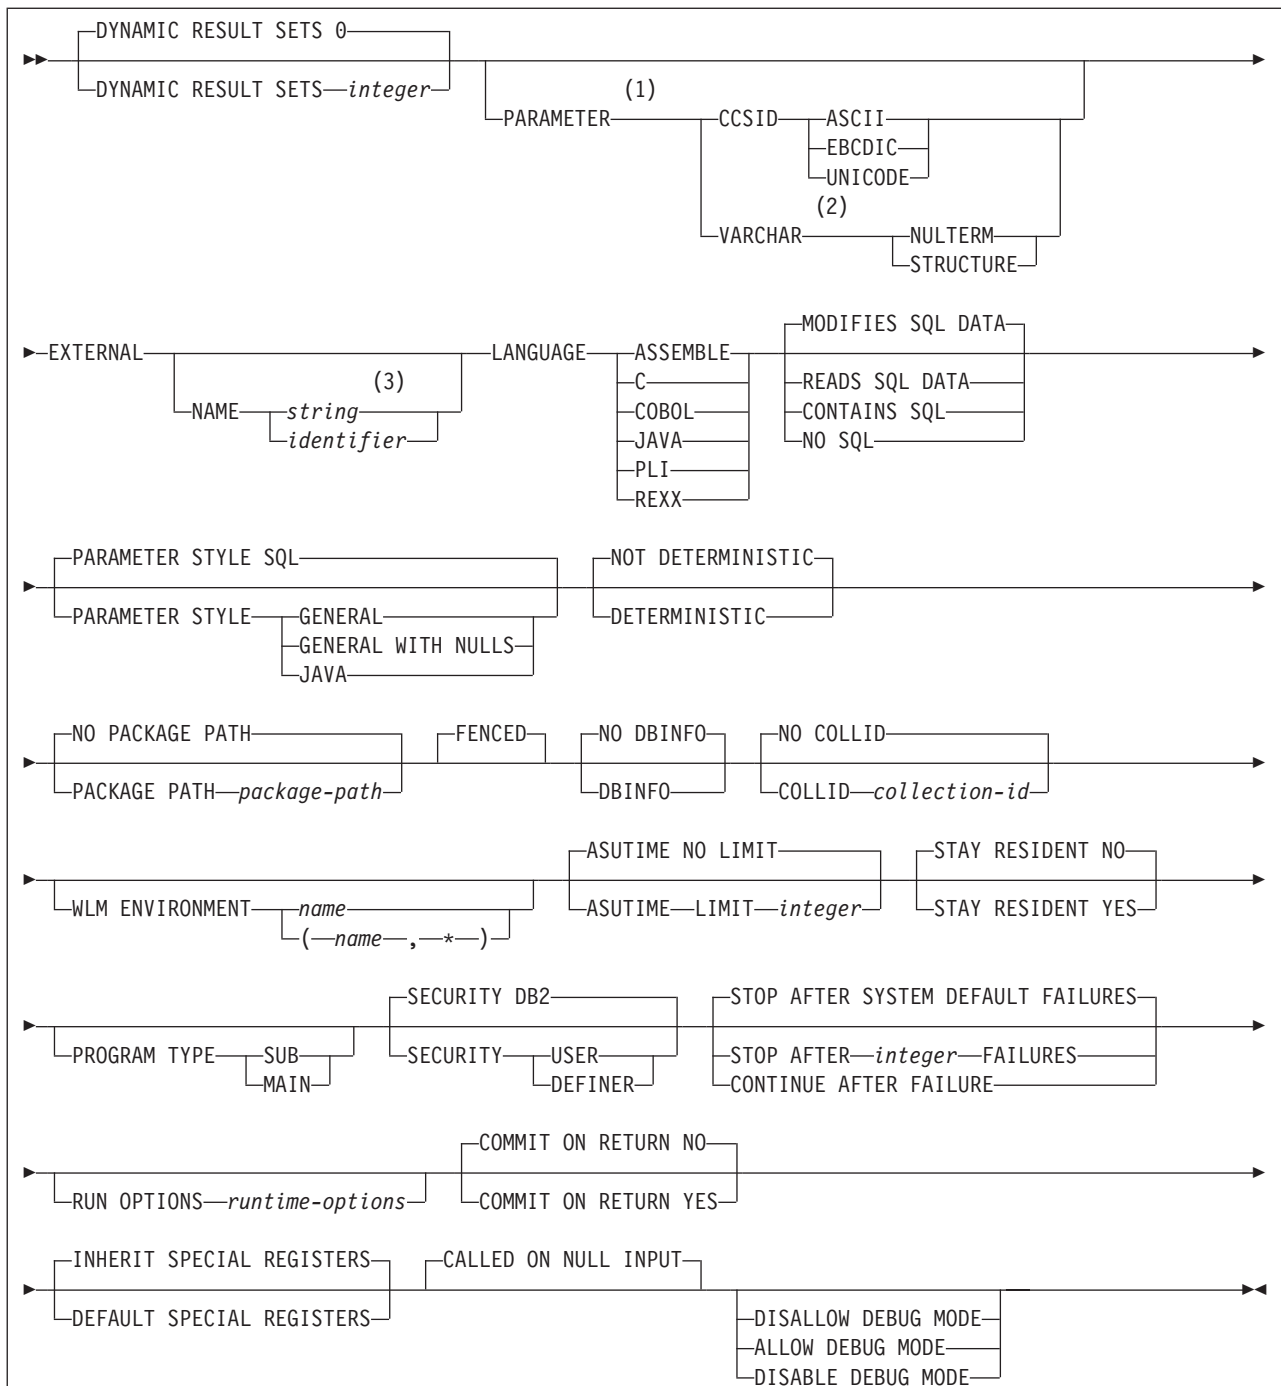 DYNAMIC RESULT SETS 0
DYNAMIC RESULT SETS integer
(1)
PARAMETER CCSID ASCII
EBCDIC
UNICODE
(2)
VARCHAR NULTERM
STRUCTURE
MODIFIES SQL DATA
EXTERNAL LANGUAGE ASSEMBLE
(3) C READS SQL DATA
NAME string COBOL CONTAINS SQL
identifier JAVA NO SQL
PLI
REXX
PARAMETER STYLE SQL NOT DETERMINISTIC
PARAMETER STYLE GENERAL DETERMINISTIC
GENERAL WITH NULLS
JAVA
NO PACKAGE PATH FENCED NO DBINFO NO COLLID
PACKAGE PATH package-path DBINFO COLLID collection-id
ASUTIME NO LIMIT STAY RESIDENT NO
WLM ENVIRONMENT name ASUTIME LIMIT integer STAY RESIDENT YES
( name , * )
SECURITY DB2 STOP AFTER SYSTEM DEFAULT FAILURES
PROGRAM TYPE SUB SECURITY USER STOP AFTER integer FAILURES
MAIN DEFINER CONTINUE AFTER FAILURE
COMMIT ON RETURN NO
RUN OPTIONS runtime-options COMMIT ON RETURN YES
INHERIT SPECIAL REGISTERS CALLED ON NULL INPUT
DEFAULT SPECIAL REGISTERS DISALLOW DEBUG MODE
ALLOW DEBUG MODE
DISABLE DEBUG MODE